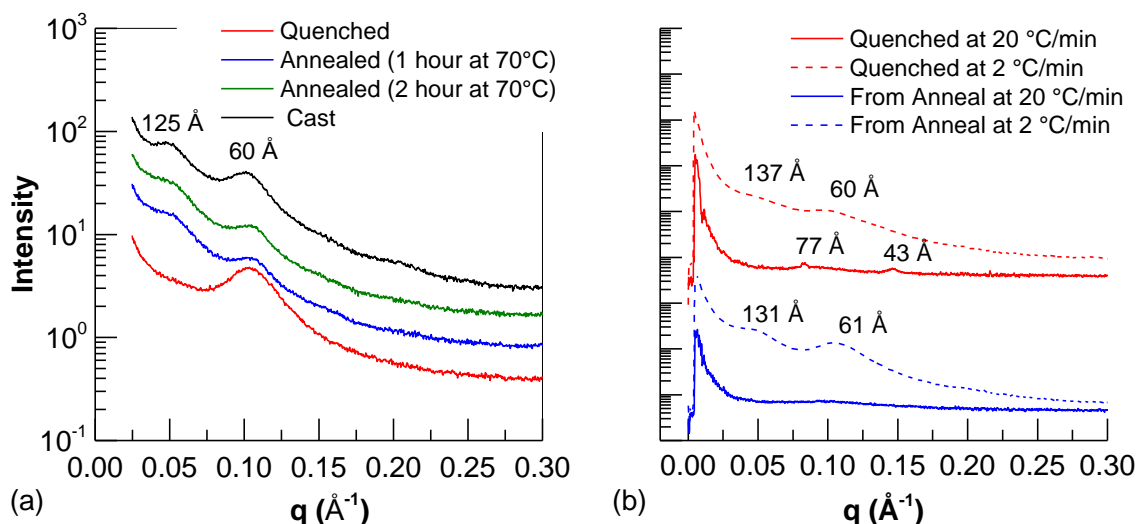 Quenched
Annealed (1 hour at 70°C)
Annealed (2 hour at 70°C)
Cast
10³
10²
10¹
10⁰
10⁻¹
Intensity
125 Å
60 Å
0.00 0.05 0.10 0.15 0.20 0.25 0.30
q (Å⁻¹)
(a)
Quenched at 20 °C/min
Quenched at 2 °C/min
From Anneal at 20 °C/min
From Anneal at 2 °C/min
137 Å
60 Å
77 Å
43 Å
131 Å
61 Å
0.00 0.05 0.10 0.15 0.20 0.25 0.30
q (Å⁻¹)
(b)